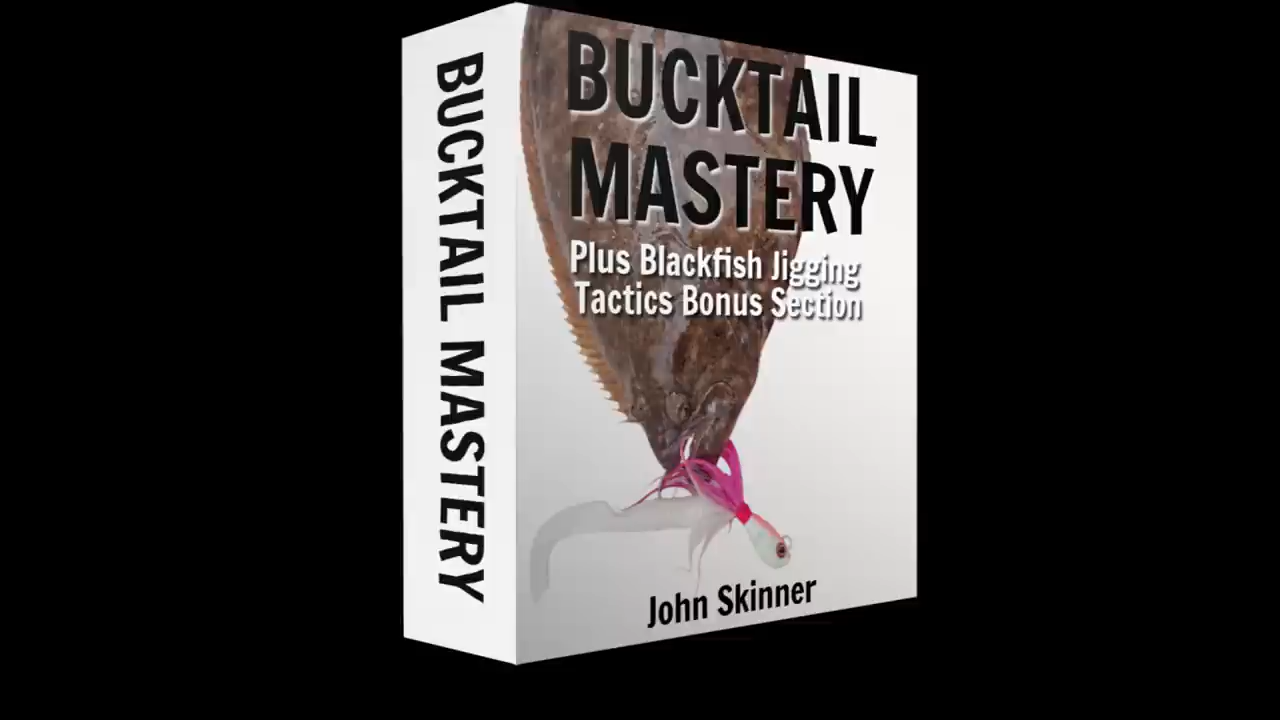 BUCKTAIL MASTERY
BUCKTAIL
MASTERY
Plus Blackfish Jigging
Tactics Bonus Section
John Skinner